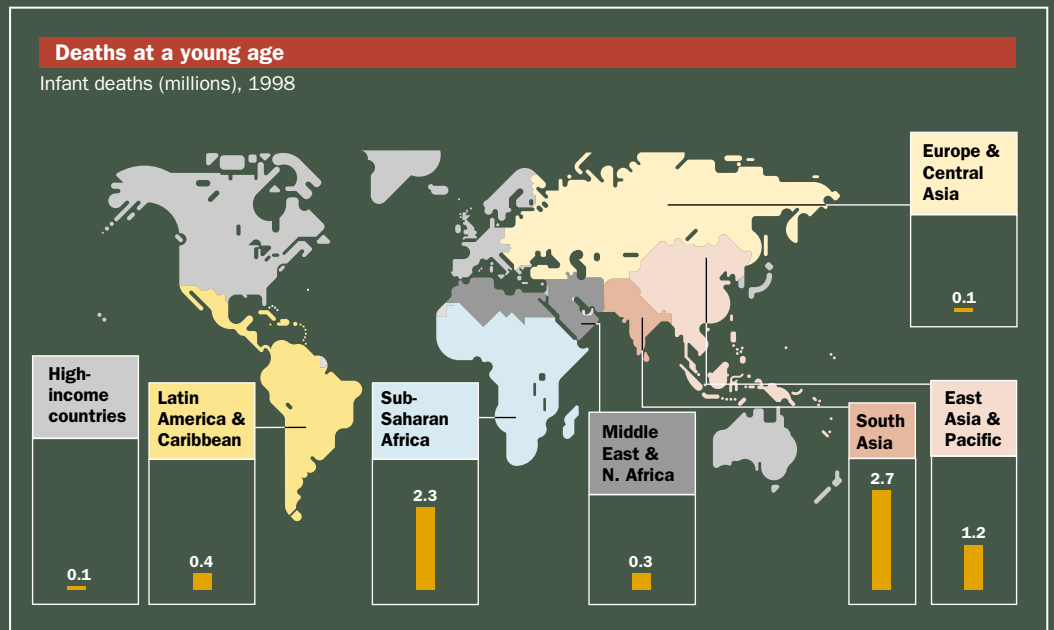 Deaths at a young age
Infant deaths (millions), 1998
Europe &
Central
Asia
0.1
High-
income
countries
0.1
Latin
America &
Caribbean
0.4
Sub-
Saharan
Africa
2.3
Middle
East &
N. Africa
0.3
South
Asia
2.7
East
Asia &
Pacific
1.2